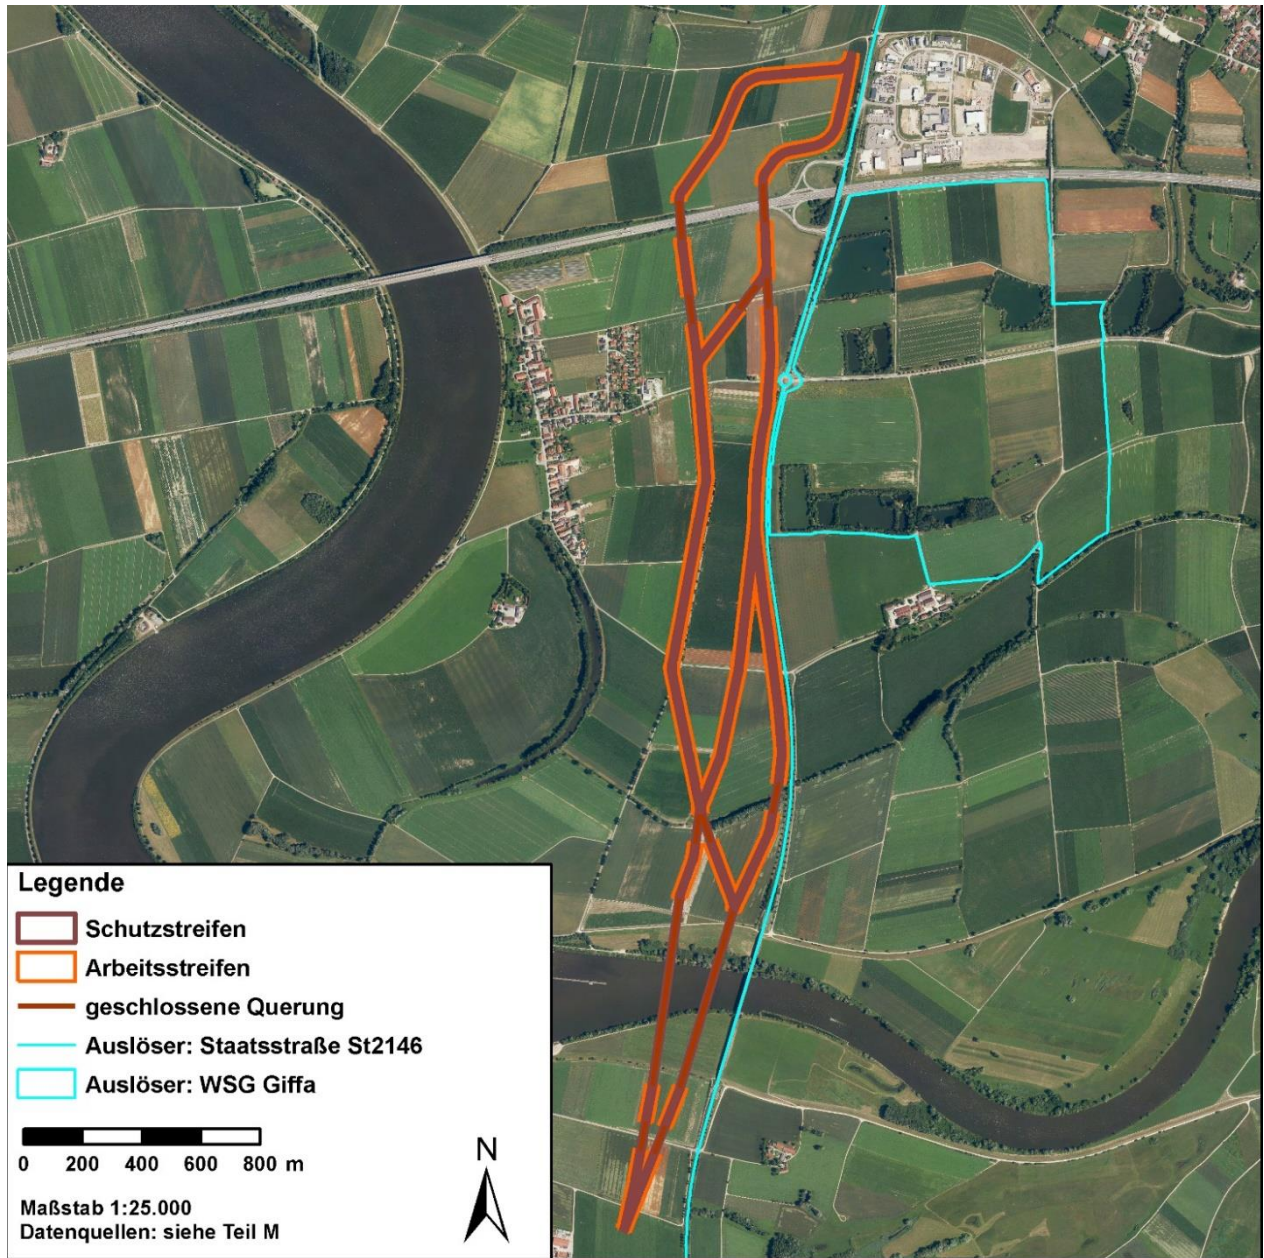 Legende
Schutzstreifen
Arbeitsstreifen
geschlossene Querung
Auslöser: Staatsstraße St2146
Auslöser: WSG Giffa
0 200 400 600 800 m
N
Maßstab 1:25.000
Datenquellen: siehe Teil M